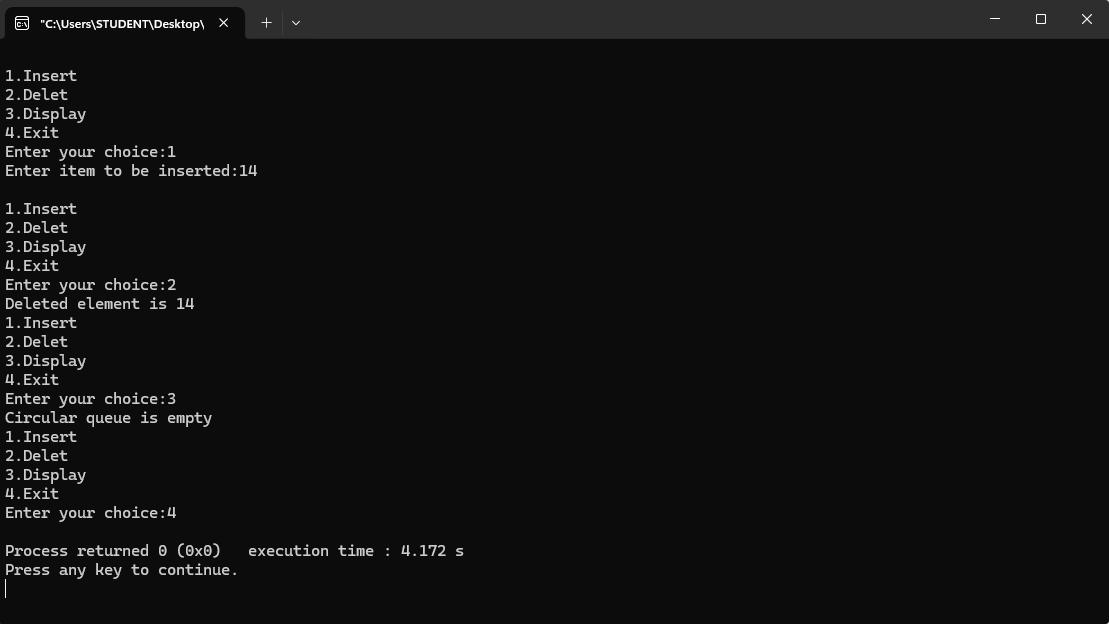 "C:\Users\STUDENT\Desktop\
1.Insert
2.Delet
3.Display
4.Exit
Enter your choice:1
Enter item to be inserted:14
1.Insert
2.Delet
3.Display
4.Exit
Enter your choice:2
Deleted element is 14
1.Insert
2.Delet
3.Display
4.Exit
Enter your choice:3
Circular queue is empty
1.Insert
2.Delet
3.Display
4.Exit
Enter your choice:4
Process returned 0 (0x0)   execution time : 4.172 s
Press any key to continue.